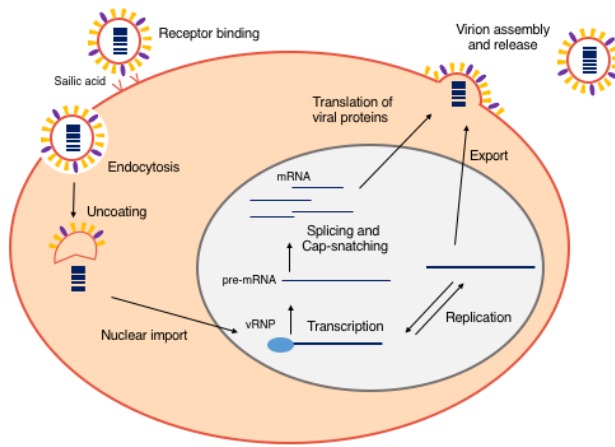 Receptor binding
Virion assembly
and release
Sailic acid
Translation of
viral proteins
Endocytosis
Export
mRNA
Uncoating
Splicing and
Cap-snatching
pre-mRNA
vRNP
Transcription
Replication
Nuclear import